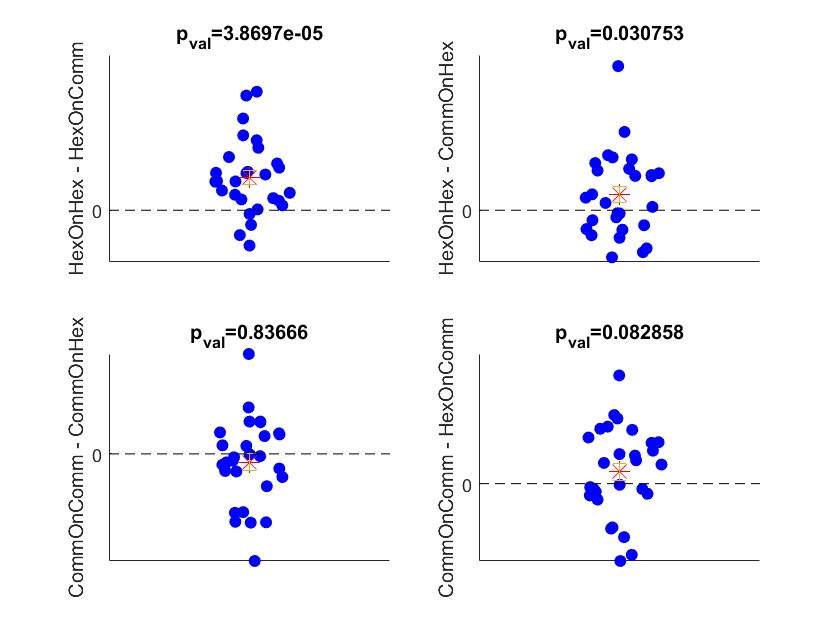 p_val=3.8697e-05
HexOnHex - HexOnComm
0
p_val=0.030753
HexOnHex - CommOnHex
0
p_val=0.83666
CommOnComm - CommOnHex
0
p_val=0.082858
CommOnComm - HexOnComm
0